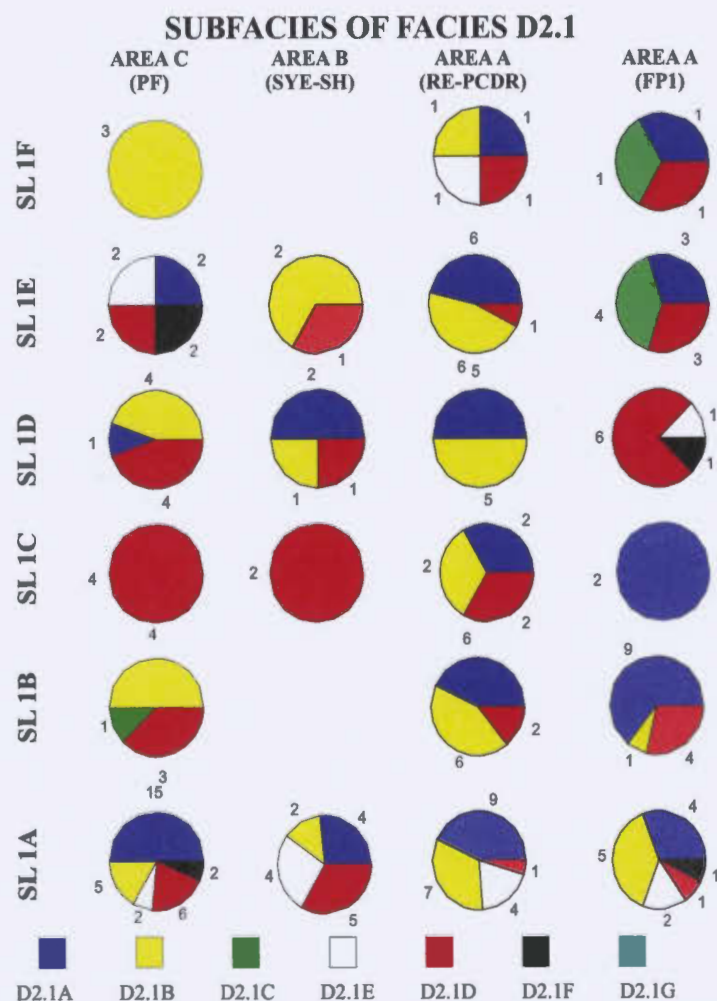 SUBFACIES OF FACIES D2.1
AREA C AREA B AREA A AREA A
(PF) (SYE-SH) (RE-PCDR) (FP1)
SL 1F
3
1 1 1 1
1 1 1
SL 1E
2 2 2 2
2 1
6 1 6
3 4 3
SL 1D
4 1 4
2 1 1
5 5
6 1 1
SL 1C
4
2
2 2 2
2
SL 1B
4 1 3
6 2 6
9 1 4
SL 1A
15 5 2 6 2
2 4 4 5
9 1 7 4
4 5 1 1 2
D2.1A D2.1B D2.1C D2.1E D2.1D D2.1F D2.1G